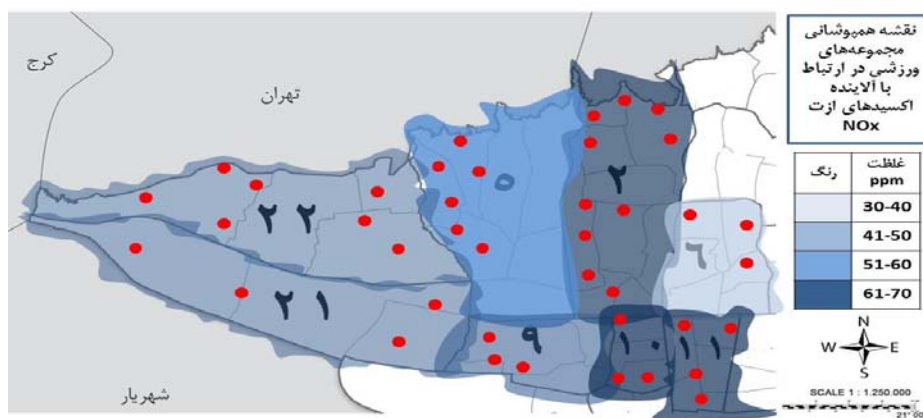 نقشه همپوشانی
مجموعه‌های
ورزشی در ارتباط
با آلاینده
اکسیدهای ازت
NOx
رنگ
غلظت
ppm
30-40
41-50
51-60
61-70
N
W E
S
SCALE 1 : 1.250.000
کرج
تهران
۵
۲
۲۲
۶
۲۱
۹
۱۰
۱۱
شهریار